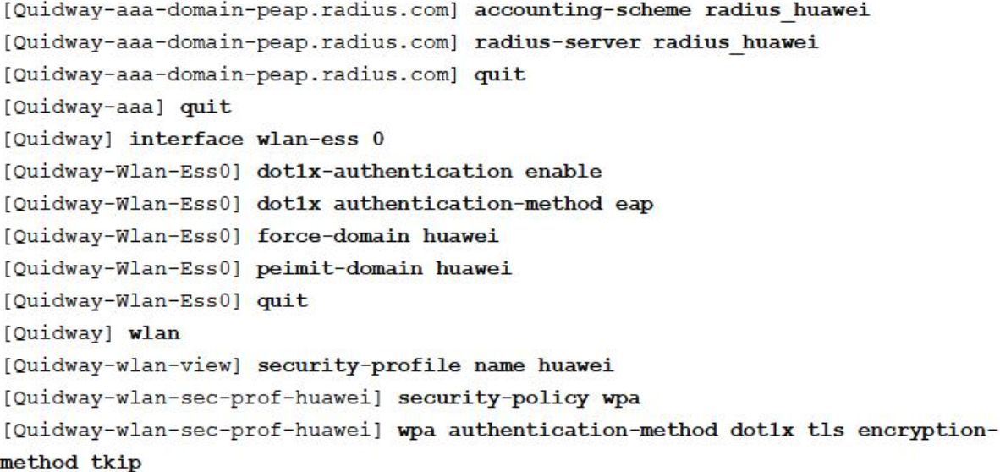 [Quidway-aaa-domain-peap.radius.com] accounting-scheme radius_huawei
[Quidway-aaa-domain-peap.radius.com] radius-server radius_huawei
[Quidway-aaa-domain-peap.radius.com] quit
[Quidway-aaa] quit
[Quidway] interface wlan-ess 0
[Quidway-Wlan-Ess0] dot1x-authentication enable
[Quidway-Wlan-Ess0] dot1x authentication-method eap
[Quidway-Wlan-Ess0] force-domain huawei
[Quidway-Wlan-Ess0] peimit-domain huawei
[Quidway-Wlan-Ess0] quit
[Quidway] wlan
[Quidway-wlan-view] security-profile name huawei
[Quidway-wlan-sec-prof-huawei] security-policy wpa
[Quidway-wlan-sec-prof-huawei] wpa authentication-method dot1x tls encryption-
method tkip